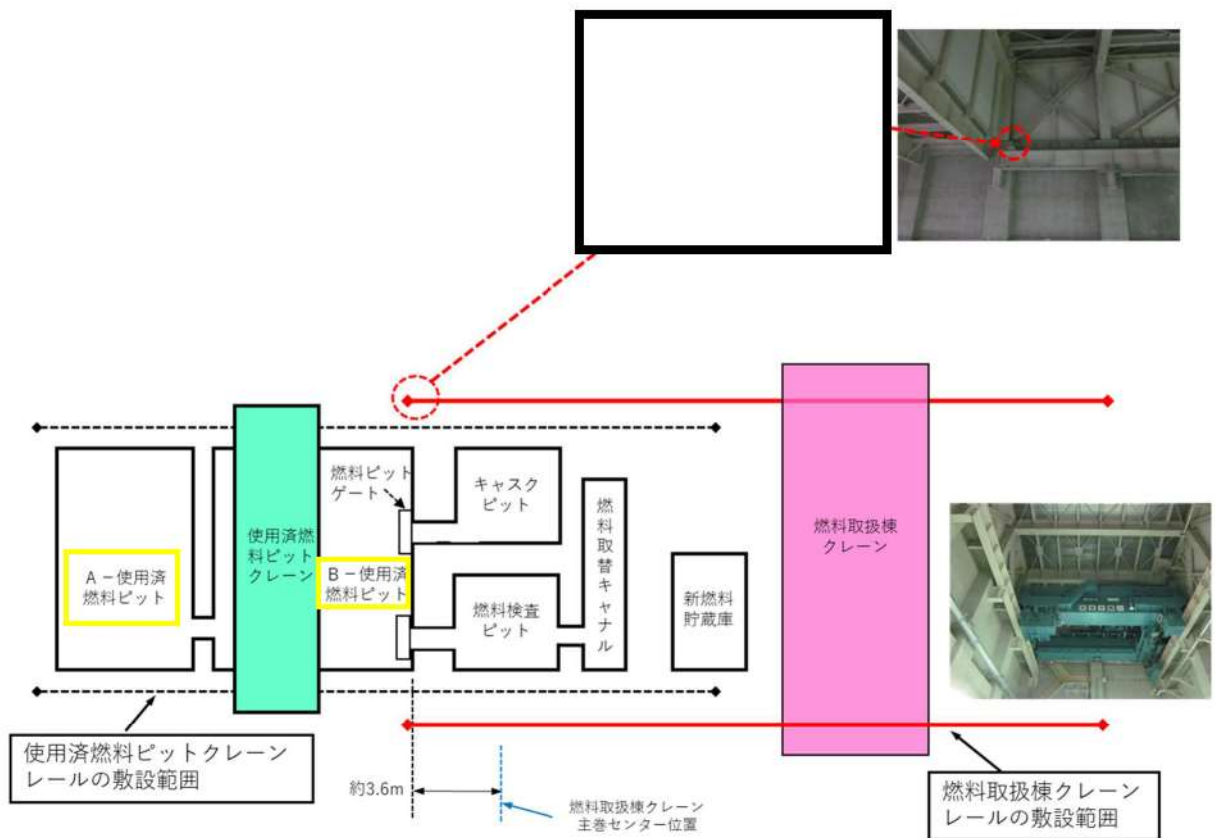 燃料ピット
ゲート
キャスク
ピット
燃料取替キャナル
使用済燃
料ピット
クレーン
燃料取扱棟
クレーン
A－使用済
燃料ピット
B－使用済
燃料ピット
燃料検査
ピット
新燃料
貯蔵庫
使用済燃料ピットクレーン
レールの敷設範囲
約3.6m
燃料取扱棟クレーン
主巻センター位置
燃料取扱棟クレーン
レールの敷設範囲